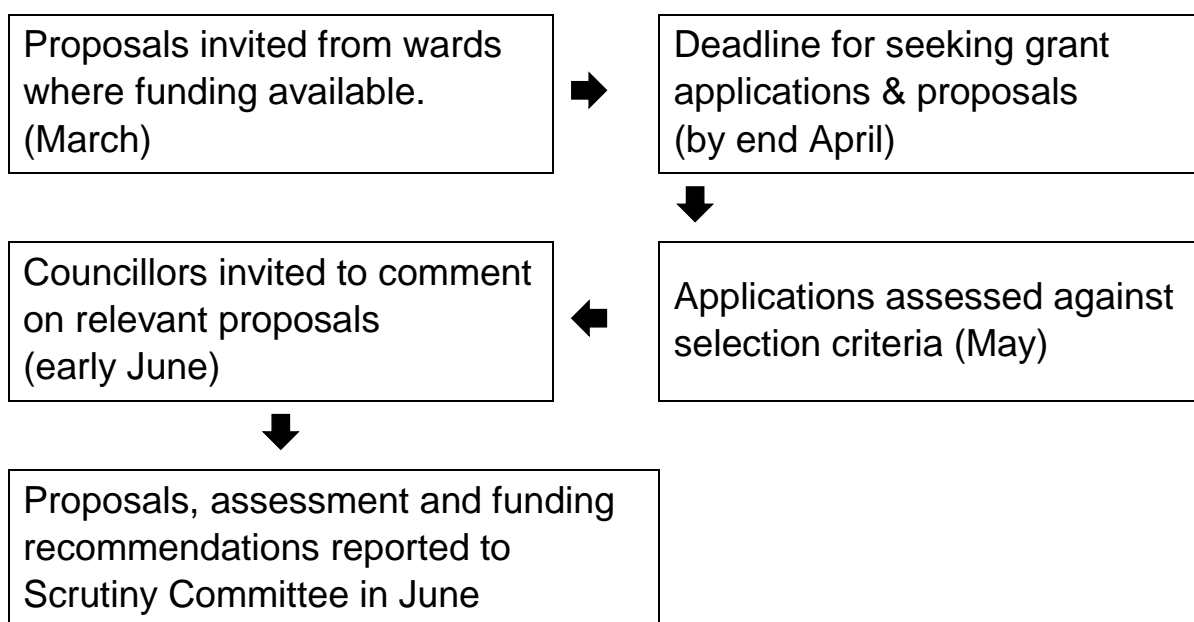 Proposals invited from wards
where funding available.
(March)
Deadline for seeking grant
applications & proposals
(by end April)
Applications assessed against
selection criteria (May)
Councillors invited to comment
on relevant proposals
(early June)
Proposals, assessment and funding
recommendations reported to
Scrutiny Committee in June